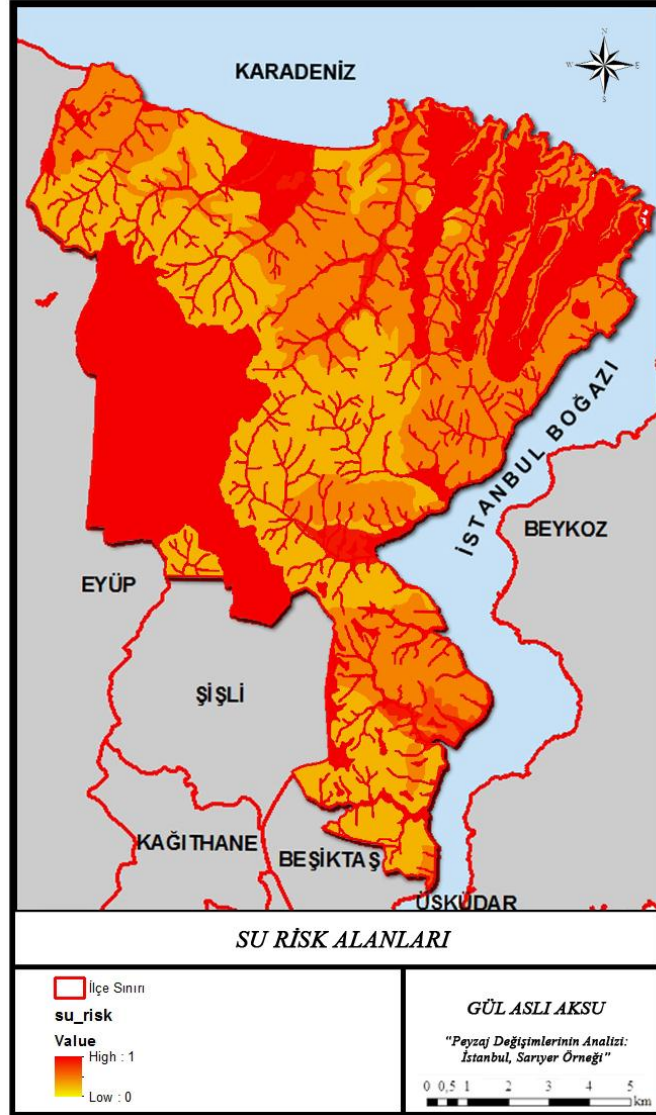 N
W E
S
KARADENİZ
İSTANBUL BOĞAZI
BEYKOZ
EYÜP
ŞİŞLİ
KAĞITHANE
BEŞİKTAŞ
ÜSKÜDAR
SU RİSK ALANLARI
İlçe Sınırı
su_risk
Value
High : 1
Low : 0
GÜL ASLI AKSU
"Peyzaj Değişimlerinin Analizi:
İstanbul, Sarıyer Örneği"
0 0,5 1 2 3 4 5
km